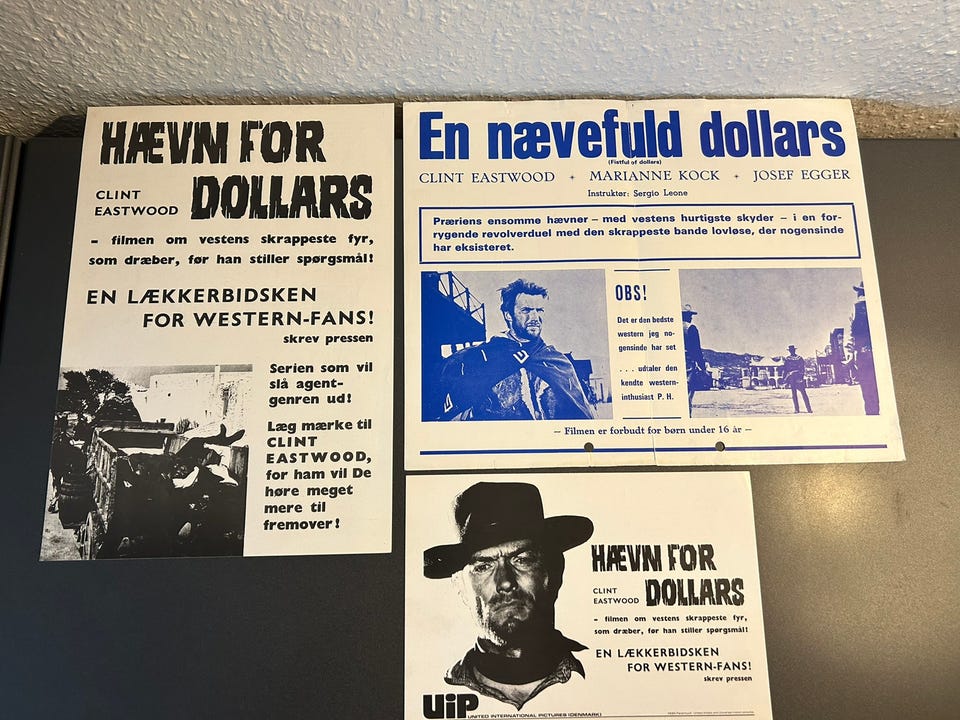 HÆVN FOR
CLINT
EASTWOOD
DOLLARS
– filmen om vestens skrappeste fyr,
som dræber, før han stiller spørgsmål!
EN LÆKKERBIDSKEN
FOR WESTERN-FANS!
skrev pressen
Serien som vil
slå agent-
genren ud!
Læg mærke til
CLINT
EASTWOOD,
for ham vil De
høre meget
mere til
fremover!
En nævefuld dollars
(Fistful of dollars)
CLINT EASTWOOD + MARIANNE KOCK + JOSEF EGGER
Instruktør: Sergio Leone
Præriens ensomme hævner – med vestens hurtigste skyder – i en for-
rygende revolverduel med den skrappeste bande lovløse, der nogensinde
har eksisteret.
OBS!
Det er den bedste
western jeg no-
gensinde har set
. . . udtaler den
kendte western-
inthusiast P. H.
– Filmen er forbudt for børn under 16 år –
HÆVN FOR
CLINT
EASTWOOD
DOLLARS
– filmen om vestens skrappeste fyr,
som dræber, før han stiller spørgsmål!
EN LÆKKERBIDSKEN
FOR WESTERN-FANS!
skrev pressen
UIP UNITED INTERNATIONAL PICTURES (DENMARK)